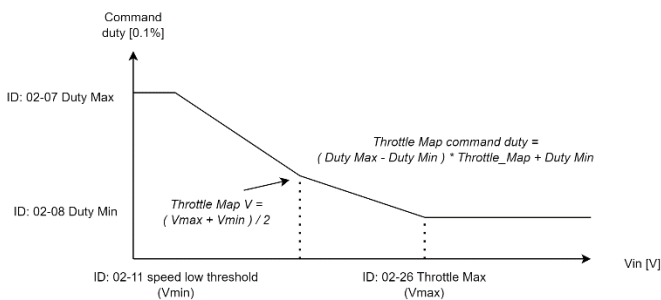 Command
duty [0.1%]
ID: 02-07 Duty Max
Throttle Map command duty =
( Duty Max - Duty Min ) * Throttle_Map + Duty Min
Throttle Map V =
( Vmax + Vmin ) / 2
ID: 02-08 Duty Min
Vin [V]
ID: 02-11 speed low threshold
(Vmin)
ID: 02-26 Throttle Max
(Vmax)